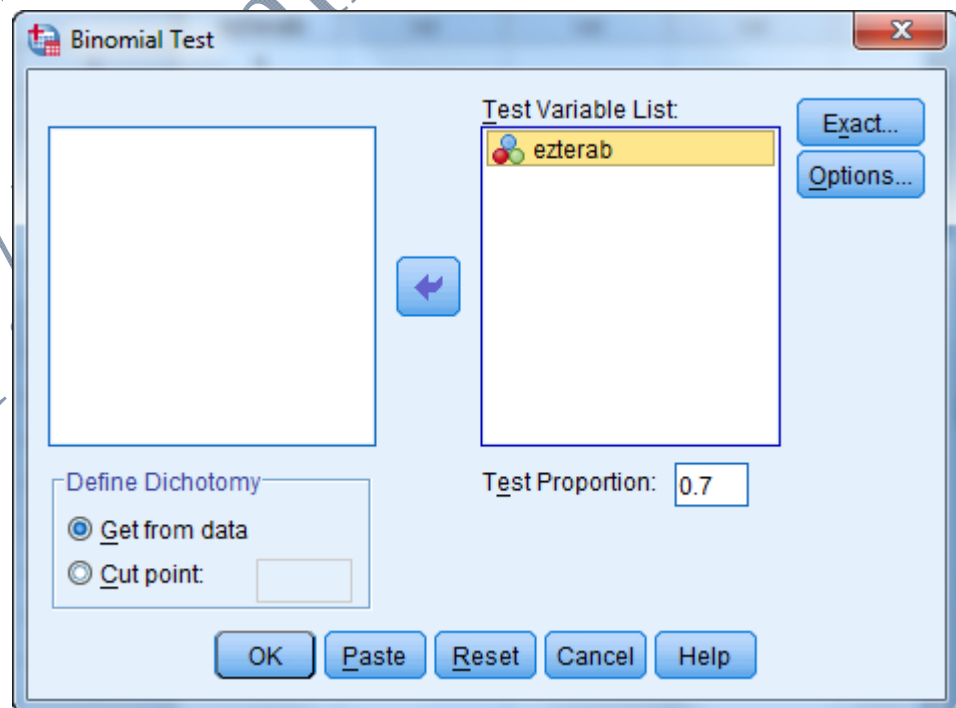 Binomial Test
Test Variable List:
ezterab
Exact...
Options...
Define Dichotomy
Get from data
Cut point:
Test Proportion: 0.7
OK Paste Reset Cancel Help